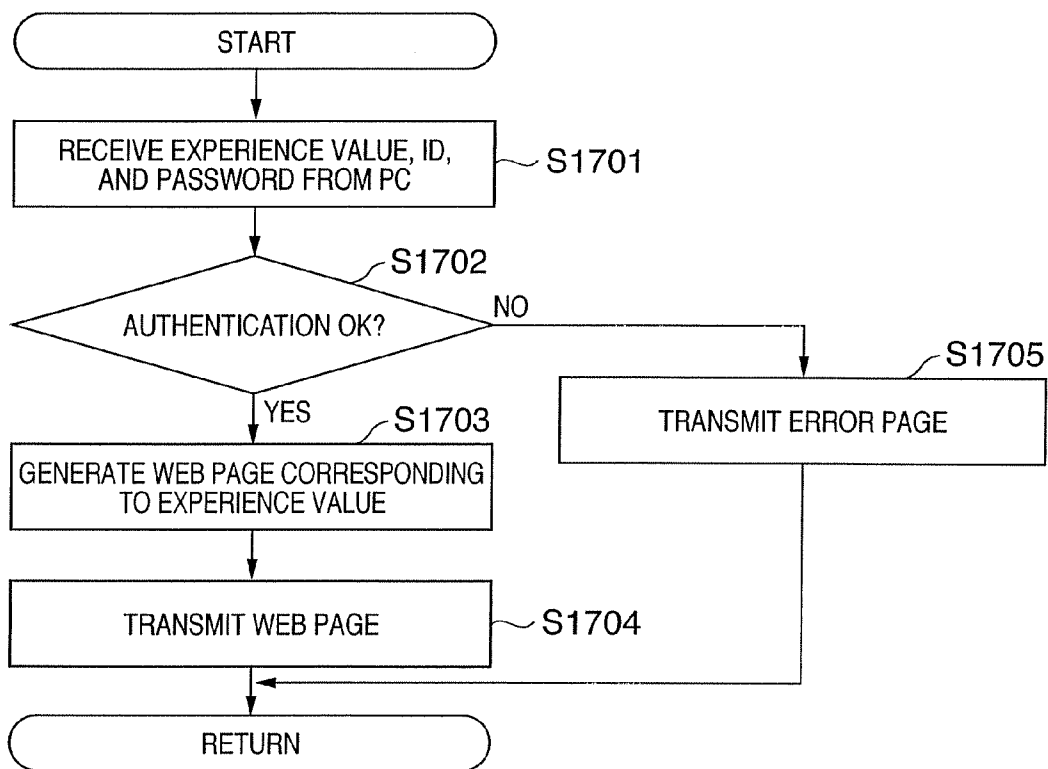 START
RECEIVE EXPERIENCE VALUE, ID,
AND PASSWORD FROM PC
S1701
S1702
AUTHENTICATION OK?
NO
YES
S1705
TRANSMIT ERROR PAGE
S1703
GENERATE WEB PAGE CORRESPONDING
TO EXPERIENCE VALUE
TRANSMIT WEB PAGE
S1704
RETURN